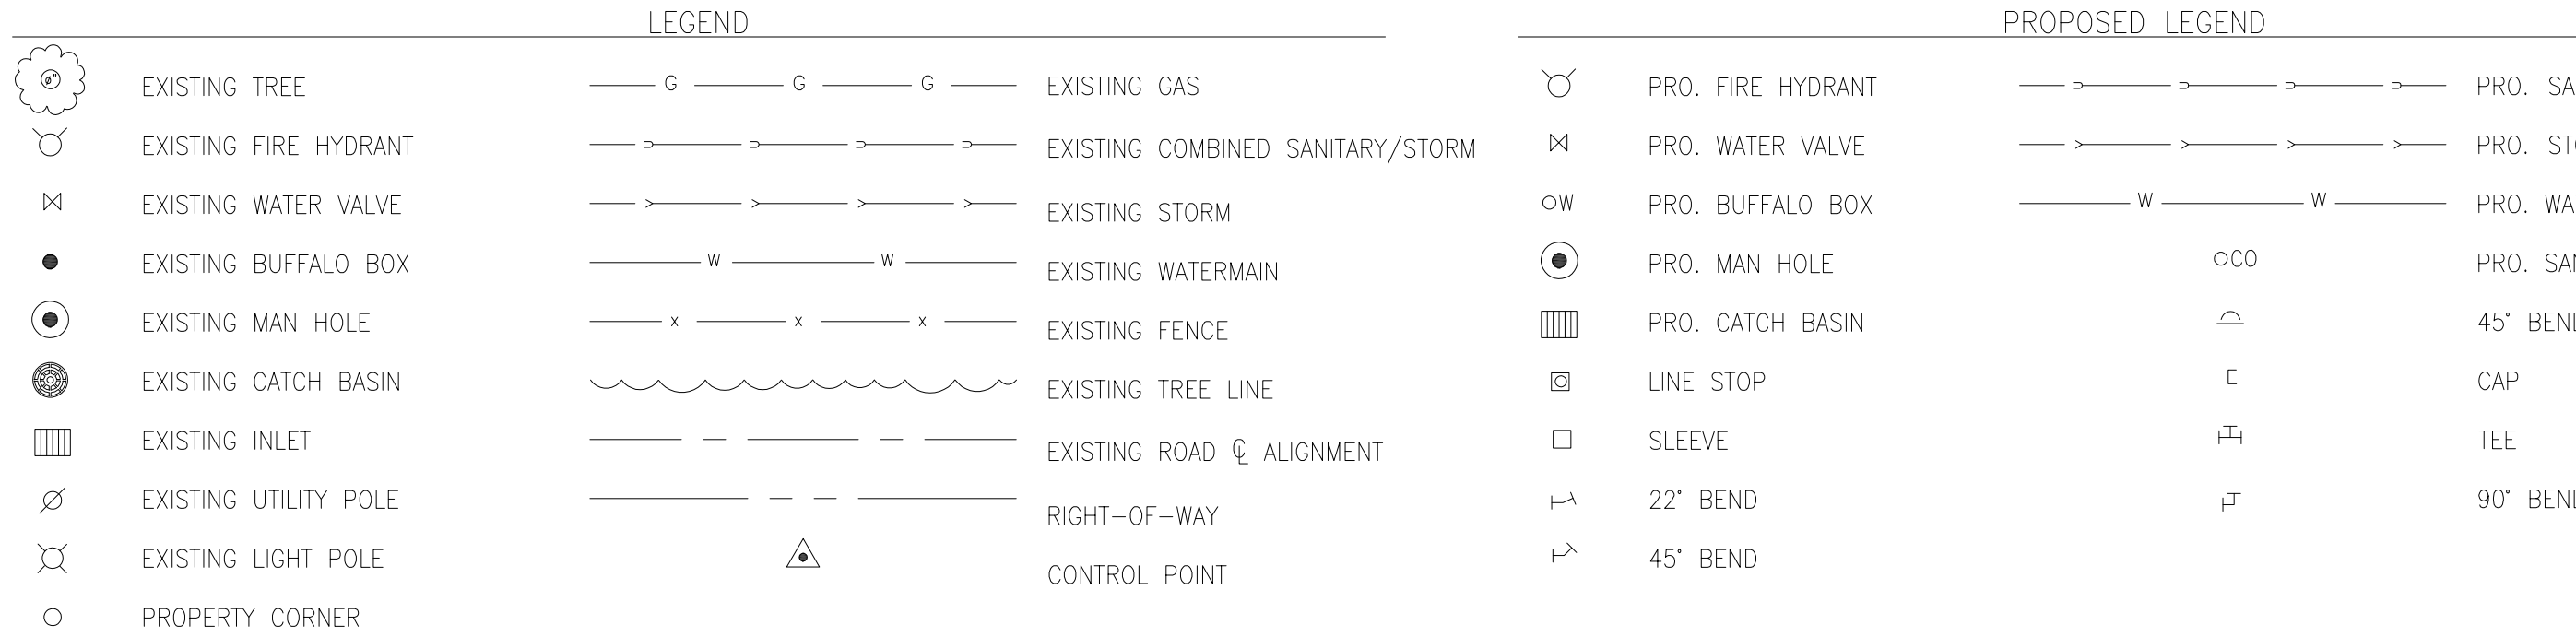 LEGEND
ø"
EXISTING TREE
EXISTING FIRE HYDRANT
EXISTING WATER VALVE
EXISTING BUFFALO BOX
EXISTING MAN HOLE
EXISTING CATCH BASIN
EXISTING INLET
EXISTING UTILITY POLE
EXISTING LIGHT POLE
PROPERTY CORNER
G G G EXISTING GAS
EXISTING COMBINED SANITARY/STORM
EXISTING STORM
W W EXISTING WATERMAIN
x x x EXISTING FENCE
EXISTING TREE LINE
EXISTING ROAD ℄ ALIGNMENT
RIGHT-OF-WAY
CONTROL POINT
PROPOSED LEGEND
PRO. FIRE HYDRANT
PRO. WATER VALVE
W PRO. BUFFALO BOX
PRO. MAN HOLE
PRO. CATCH BASIN
LINE STOP
SLEEVE
22° BEND
45° BEND
PRO.
PRO.
W W PRO.
CO PRO.
45°
CAP
TEE
90°